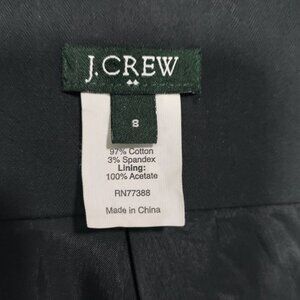 J.CREW
8
97% Cotton
3% Spandex
Lining:
100% Acetate
RN77388
Made in China